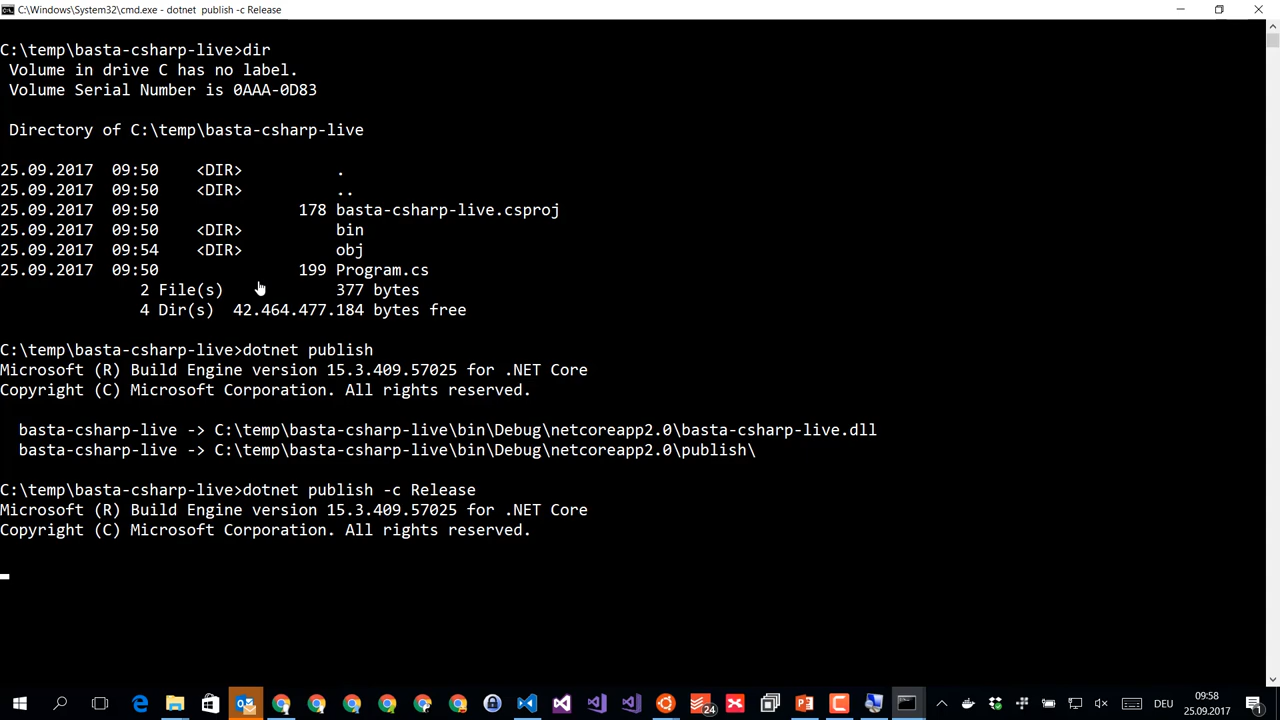 C:\Windows\System32\cmd.exe - dotnet  publish -c Release
C:\temp\basta-csharp-live>dir
 Volume in drive C has no label.
 Volume Serial Number is 0AAA-0D83
 Directory of C:\temp\basta-csharp-live
25.09.2017  09:50    <DIR>          .
25.09.2017  09:50    <DIR>          ..
25.09.2017  09:50               178 basta-csharp-live.csproj
25.09.2017  09:50    <DIR>          bin
25.09.2017  09:54    <DIR>          obj
25.09.2017  09:50               199 Program.cs
               2 File(s)            377 bytes
               4 Dir(s)  42.464.477.184 bytes free
C:\temp\basta-csharp-live>dotnet publish
Microsoft (R) Build Engine version 15.3.409.57025 for .NET Core
Copyright (C) Microsoft Corporation. All rights reserved.
  basta-csharp-live -> C:\temp\basta-csharp-live\bin\Debug\netcoreapp2.0\basta-csharp-live.dll
  basta-csharp-live -> C:\temp\basta-csharp-live\bin\Debug\netcoreapp2.0\publish\
C:\temp\basta-csharp-live>dotnet publish -c Release
Microsoft (R) Build Engine version 15.3.409.57025 for .NET Core
Copyright (C) Microsoft Corporation. All rights reserved.
24
DEU
09:58
25.09.2017
1